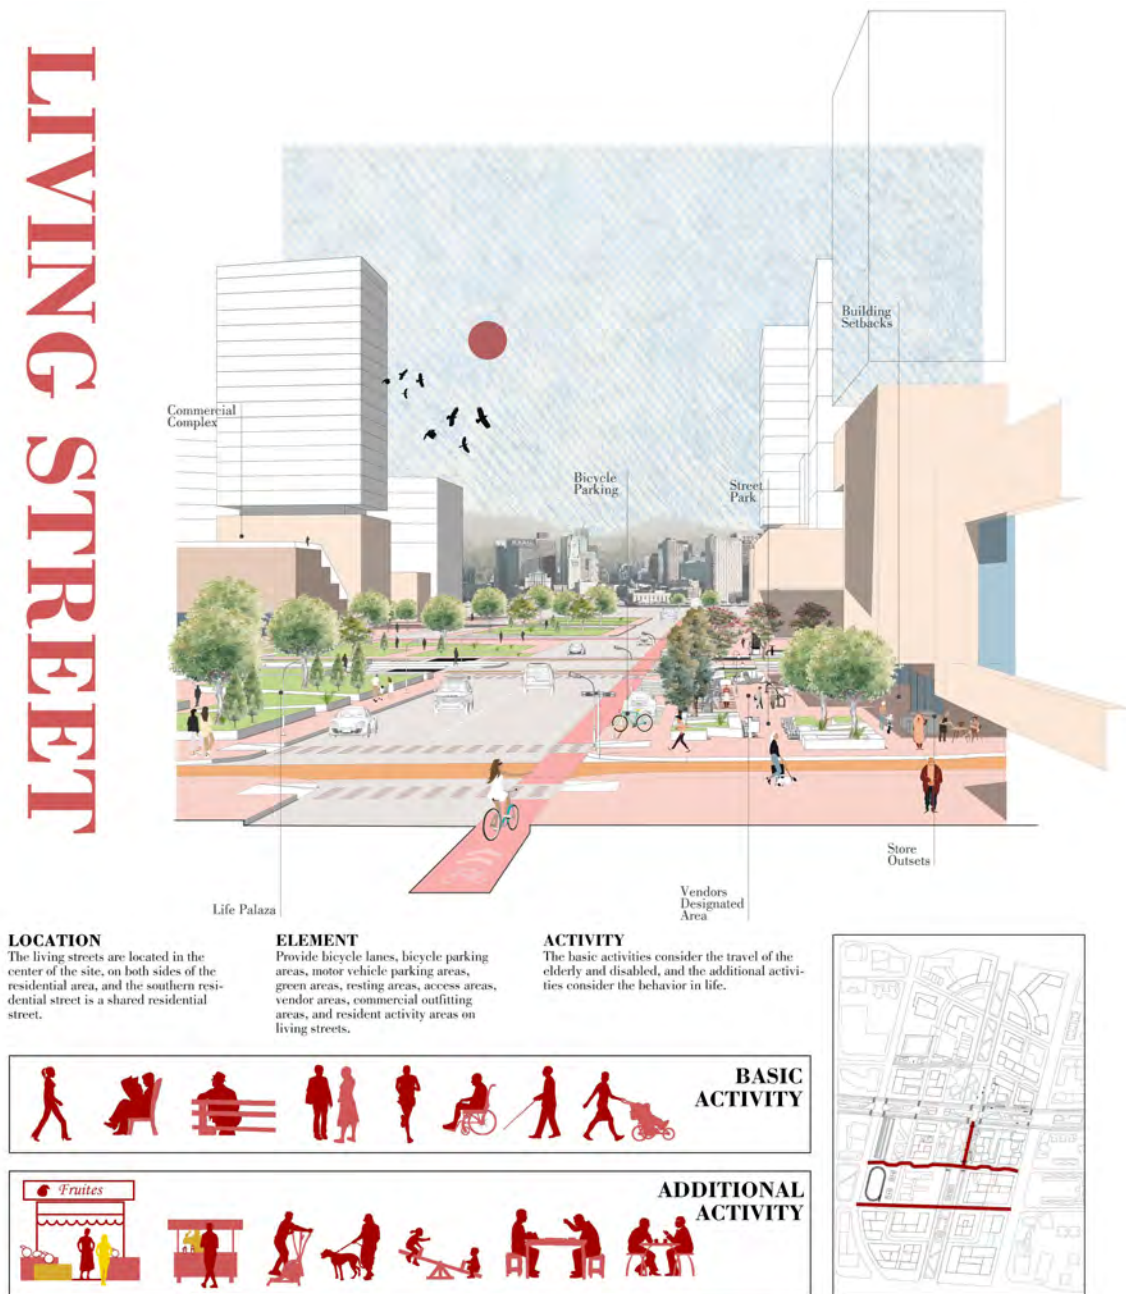 LIVING STREET
Building
Setbacks
Commercial
Complex
Bicycle
Parking
Street
Park
Store
Outsets
Vendors
Designated
Area
Life Palaza
LOCATION
The living streets are located in the
center of the site, on both sides of the
residential area, and the southern resi-
dential street is a shared residential
street.
ELEMENT
Provide bicycle lanes, bicycle parking
areas, motor vehicle parking areas,
green areas, resting areas, access areas,
vendor areas, commercial outfitting
areas, and resident activity areas on
living streets.
ACTIVITY
The basic activities consider the travel of the
elderly and disabled, and the additional activi-
ties consider the behavior in life.
BASIC
ACTIVITY
Fruites
ADDITIONAL
ACTIVITY